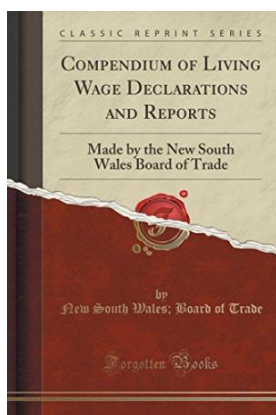 CLASSIC REPRINT SERIES
COMPENDIUM OF LIVING
WAGE DECLARATIONS
AND REPORTS
Made by the New South
Wales Board of Trade
by
New South Wales; Board of Trade
Forgotten Books